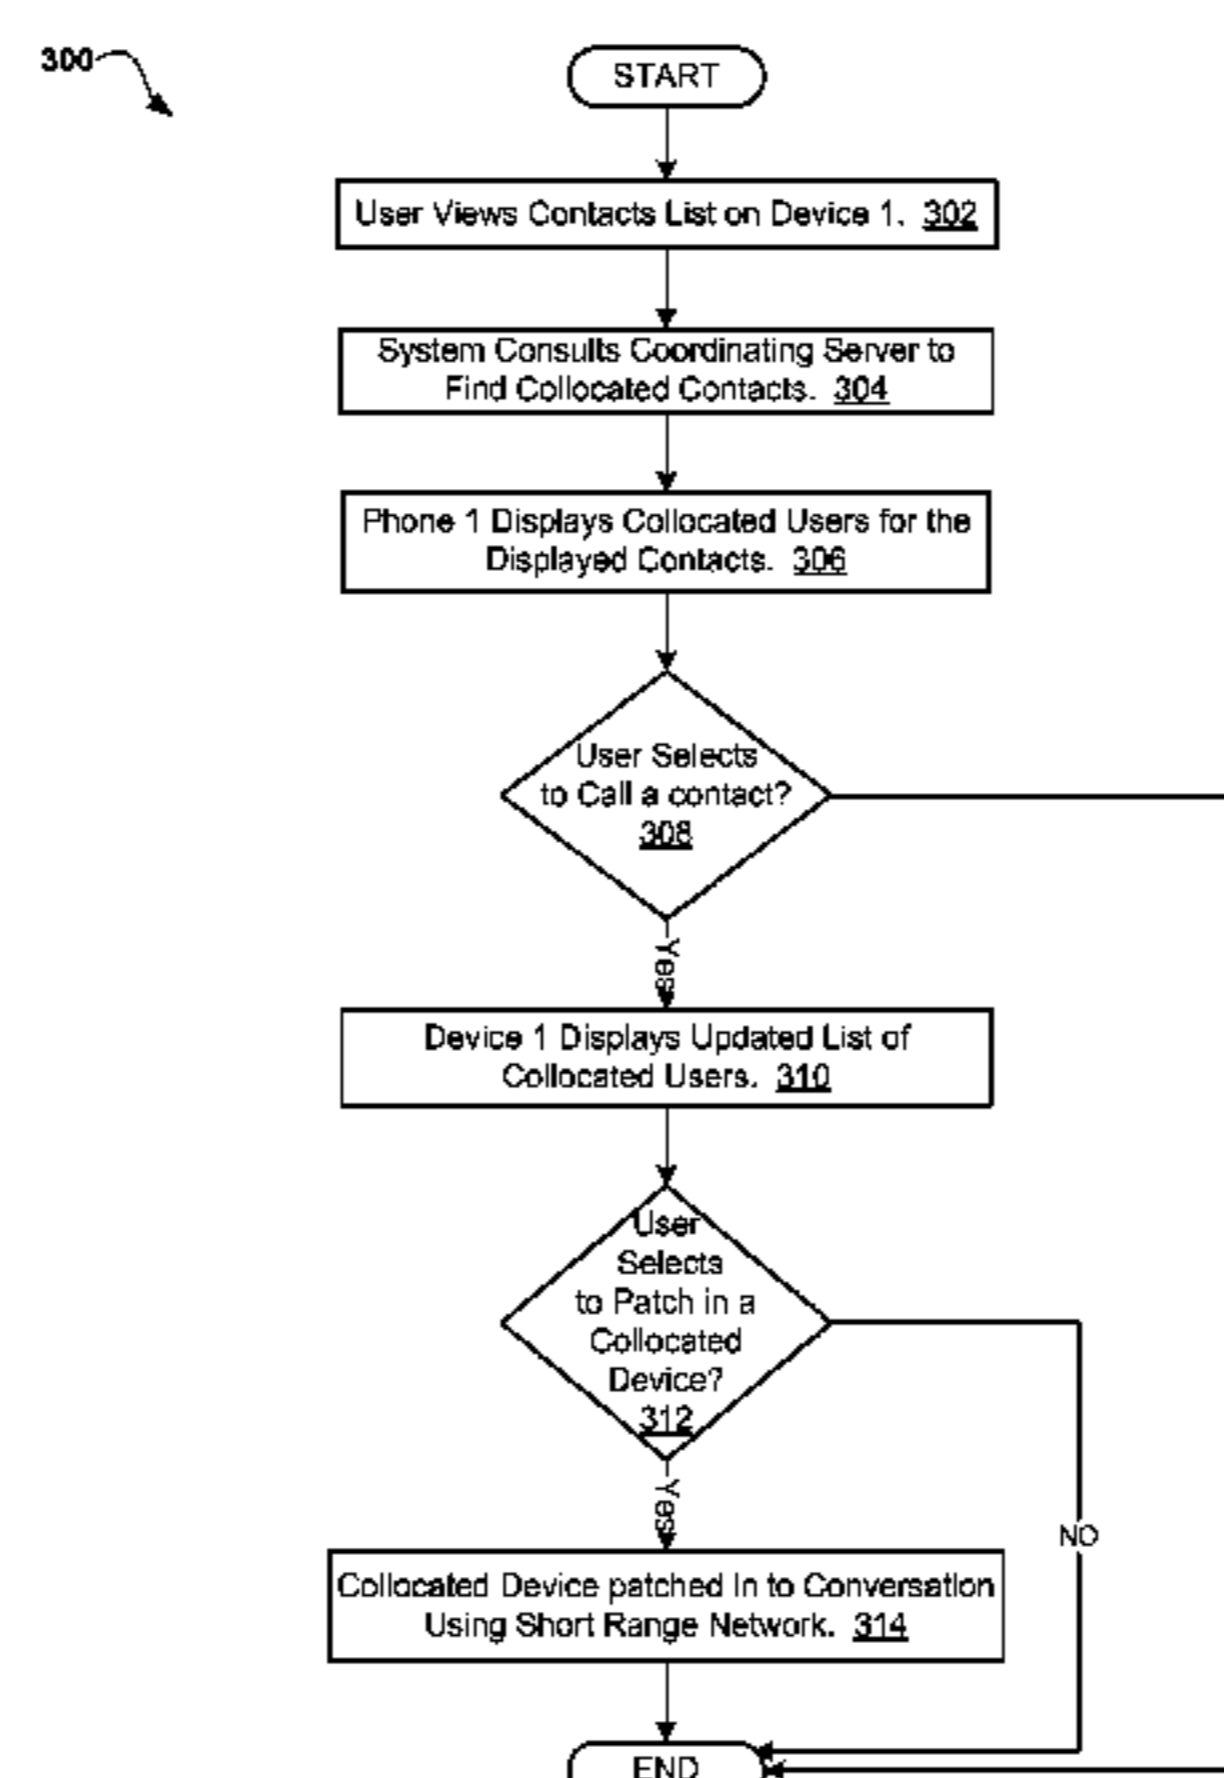 300
START
User Views Contacts List on Device 1. 302
System Consults Coordinating Server to
Find Collocated Contacts. 304
Phone 1 Displays Collocated Users for the
Displayed Contacts. 306
User Selects
to Call a contact?
308
Yes
Device 1 Displays Updated List of
Collocated Users. 310
User
Selects
to Patch in a
Collocated
Device?
312
Yes
NO
Collocated Device patched In to Conversation
Using Short Range Network. 314
END